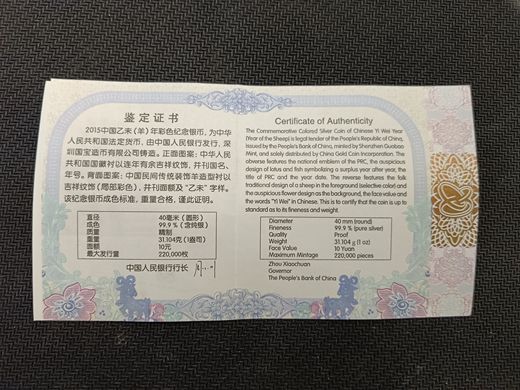 鉴定证书
2015中国乙未(羊)年彩色纪念银币,为中华
人民共和国法定货币,由中国人民银行发行,深
圳国宝造币有限公司铸造。正面图案:中华人民
共和国国徽衬以连年有余吉祥纹饰,并刊国名、
年号。背面图案:中国民间传统装饰羊造型衬以
吉祥纹饰(局部彩色),并刊面额及“乙未”字样。
该纪念银币成色标准,重量合格,谨此证明。
直径 40毫米(圆形)
成色 99.9%(含纯银)
质量 精制
重量 31.104克(1盎司)
面额 10元
最大发行量 220,000枚
中国人民银行行长
Certificate of Authenticity
The Commemorative Colored Silver Coin of Chinese Yi Wei Year
(Year of the Sheep) is legal tender of the People's Republic of China,
issued by the People's Bank of China, minted by Shenzhen Guobao
Mint, and solely distributed by China Gold Coin Incorporation. The
obverse features the national emblem of the PRC, the auspicious
design of lotus and fish symbolizing a surplus year after year, the
title of PRC and the year date. The reverse features the folk
traditional design of a sheep in the foreground (selective color) and
the auspicious flower design as the background, the face value and
the words "Yi Wei" in Chinese. This is to certify that the coin is up to
standard as to its fineness and weight.
Diameter 40 mm (round)
Fineness 99.9 % (pure silver)
Quality Proof
Weight 31.104 g (1 oz)
Face Value 10 Yuan
Maximum Mintage 220,000 pieces
Zhou Xiaochuan
Governor
The People's Bank of China